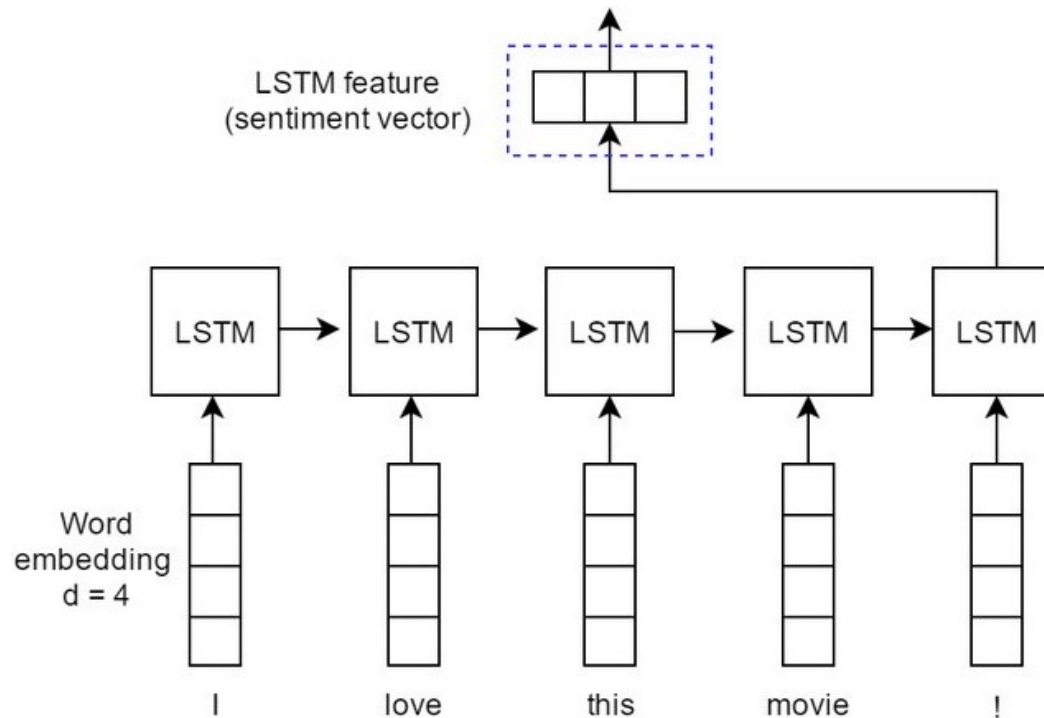 LSTM feature
(sentiment vector)
LSTM
LSTM
LSTM
LSTM
LSTM
Word
embedding
d = 4
I
love
this
movie
!